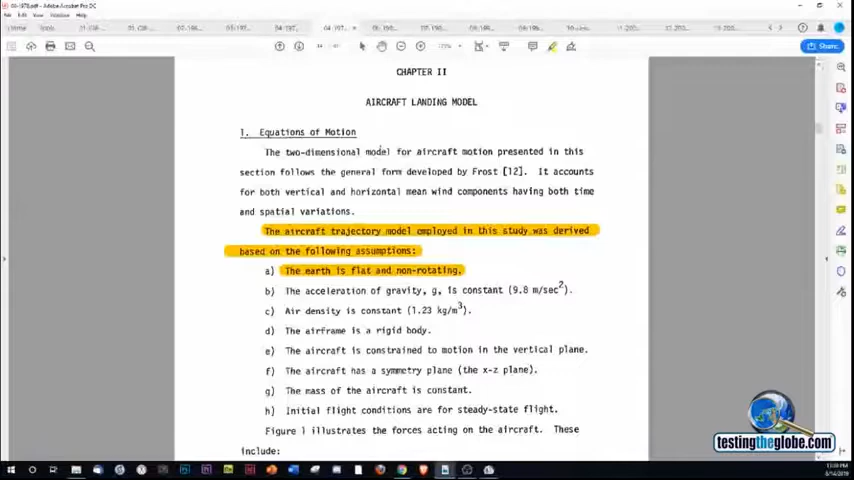 CHAPTER II
AIRCRAFT LANDING MODEL
1. Equations of Motion
The two-dimensional model for aircraft motion presented in this
section follows the general form developed by Frost [12]. It accounts
for both vertical and horizontal mean wind components having both time
and spatial variations.
The aircraft trajectory model employed in this study was derived
based on the following assumptions:
a) The earth is flat and non-rotating.
b) The acceleration of gravity, g, is constant (9.8 m/sec2).
c) Air density is constant (1.23 kg/m3).
d) The airframe is a rigid body.
e) The aircraft is constrained to motion in the vertical plane.
f) The aircraft has a symmetry plane (the x-z plane).
g) The mass of the aircraft is constant.
h) Initial flight conditions are for steady-state flight.
Figure 1 illustrates the forces acting on the aircraft. These
include:
Share
testingtheglobe.com